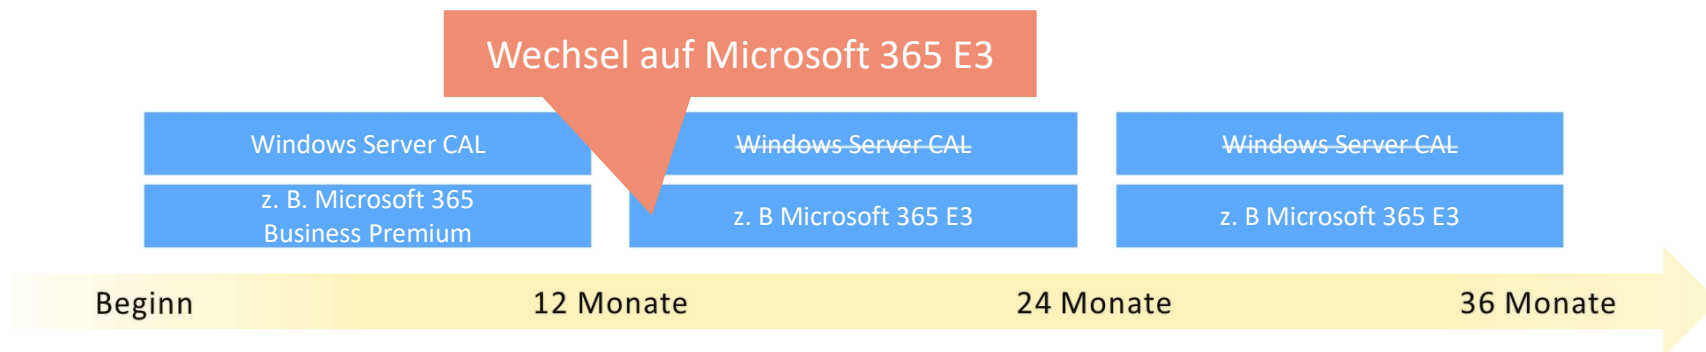 Wechsel auf Microsoft 365 E3
Windows Server CAL
Windows Server CAL
Windows Server CAL
z. B. Microsoft 365
Business Premium
z. B Microsoft 365 E3
z. B Microsoft 365 E3
Beginn
12 Monate
24 Monate
36 Monate